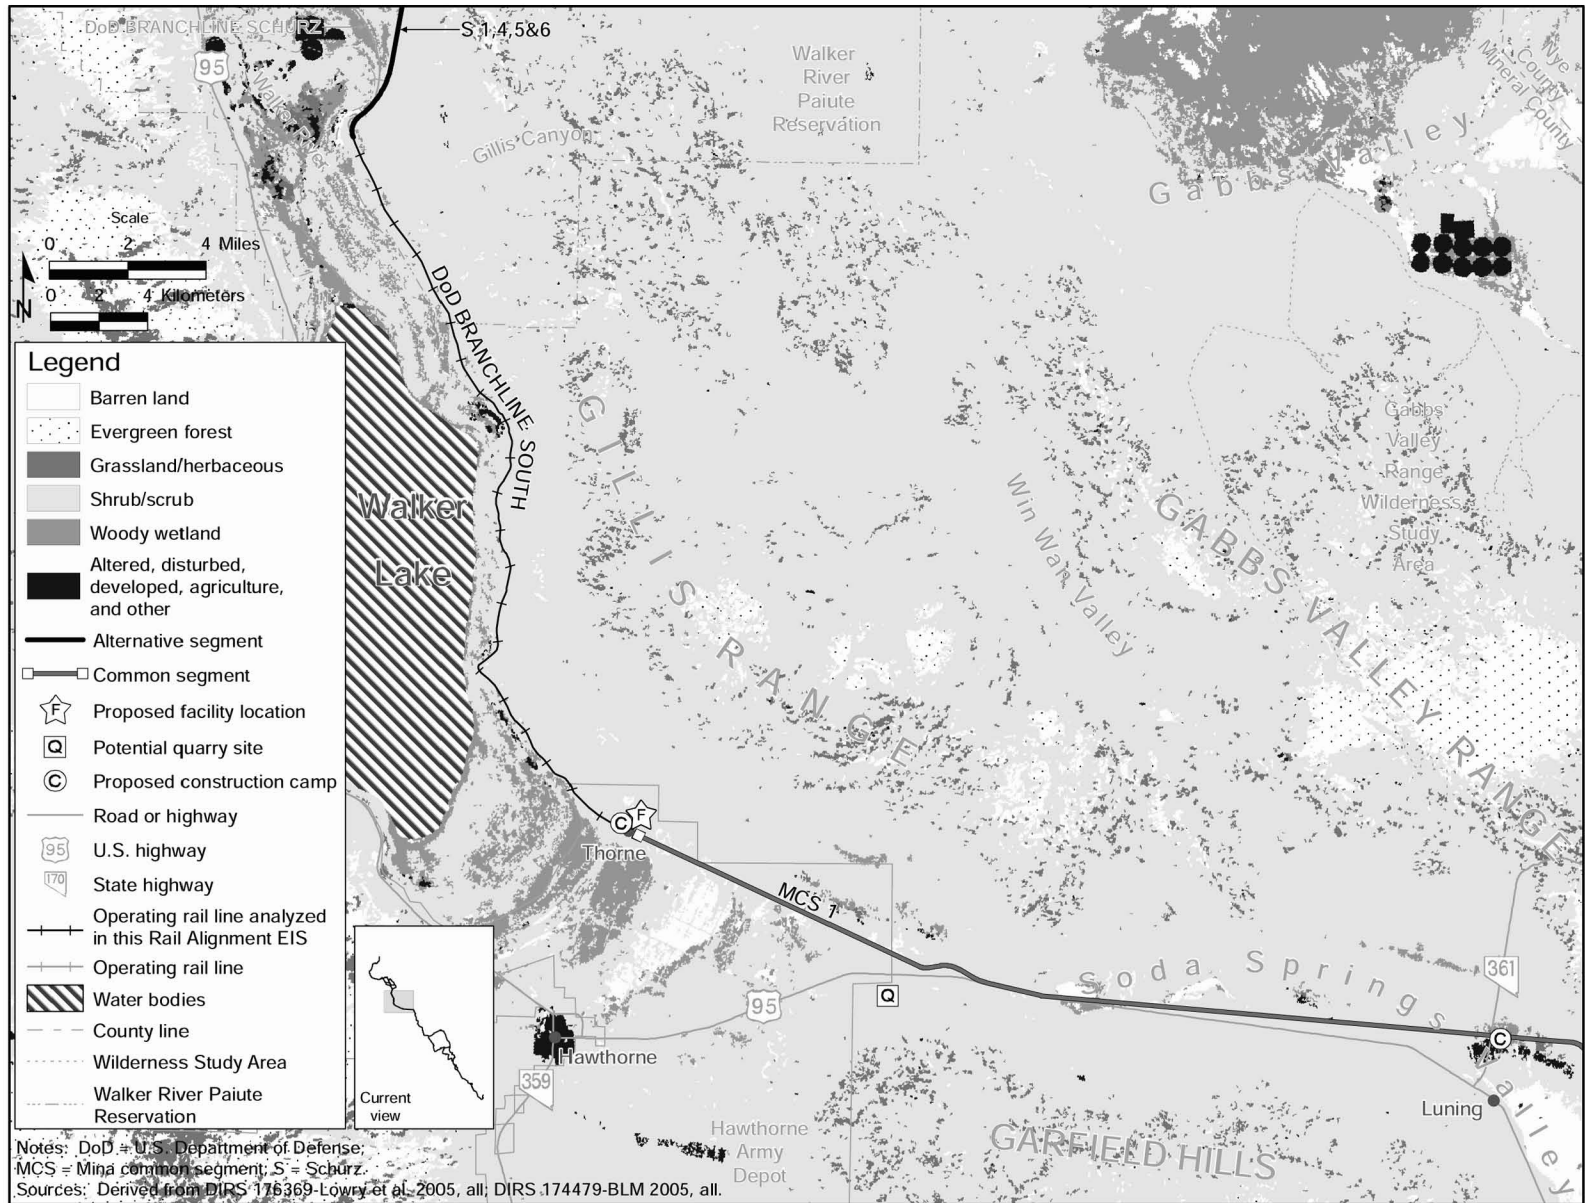 DoD BRANCHLINE SCHURZ
S 1,4,5&6
95
Walker River
Walker
River
Paiute
Reservation
Gillis Canyon
Nye
County
Mineral County
Gabbs Valley
Scale
0 2 4 Miles
0 2 4 Kilometers
N
DoD BRANCHLINE SOUTH
Legend
Barren land
Evergreen forest
Grassland/herbaceous
Shrub/scrub
Woody wetland
Altered, disturbed,
developed, agriculture,
and other
Alternative segment
Common segment
F Proposed facility location
Q Potential quarry site
C Proposed construction camp
Road or highway
95 U.S. highway
170 State highway
Operating rail line analyzed
in this Rail Alignment EIS
Operating rail line
Water bodies
County line
Wilderness Study Area
Walker River Paiute
Reservation
Walker
Lake
GILLIS RANGE
Win Wan Valley
Gabbs
Valley
Range
Wilderness
Study
Area
GABBS VALLEY RANGE
C
F
Thorne
MCS 1
Soda Springs Valley
361
95
Q
C
Hawthorne
359
Luning
Hawthorne
Army
Depot
GARFIELD HILLS
Current
view
Notes: DoD = U.S. Department of Defense;
MCS = Mina common segment; S = Schurz.
Sources: Derived from DIRS 176369-Lowry et al. 2005, all; DIRS 174479-BLM 2005, all.